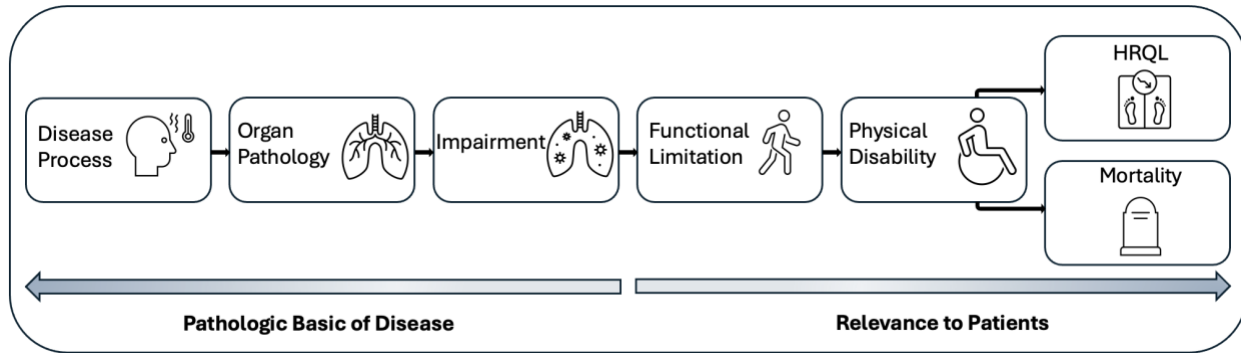 Disease
Process
Organ
Pathology
Impairment
Functional
Limitation
Physical
Disability
HRQL
Mortality
Pathologic Basic of Disease
Relevance to Patients